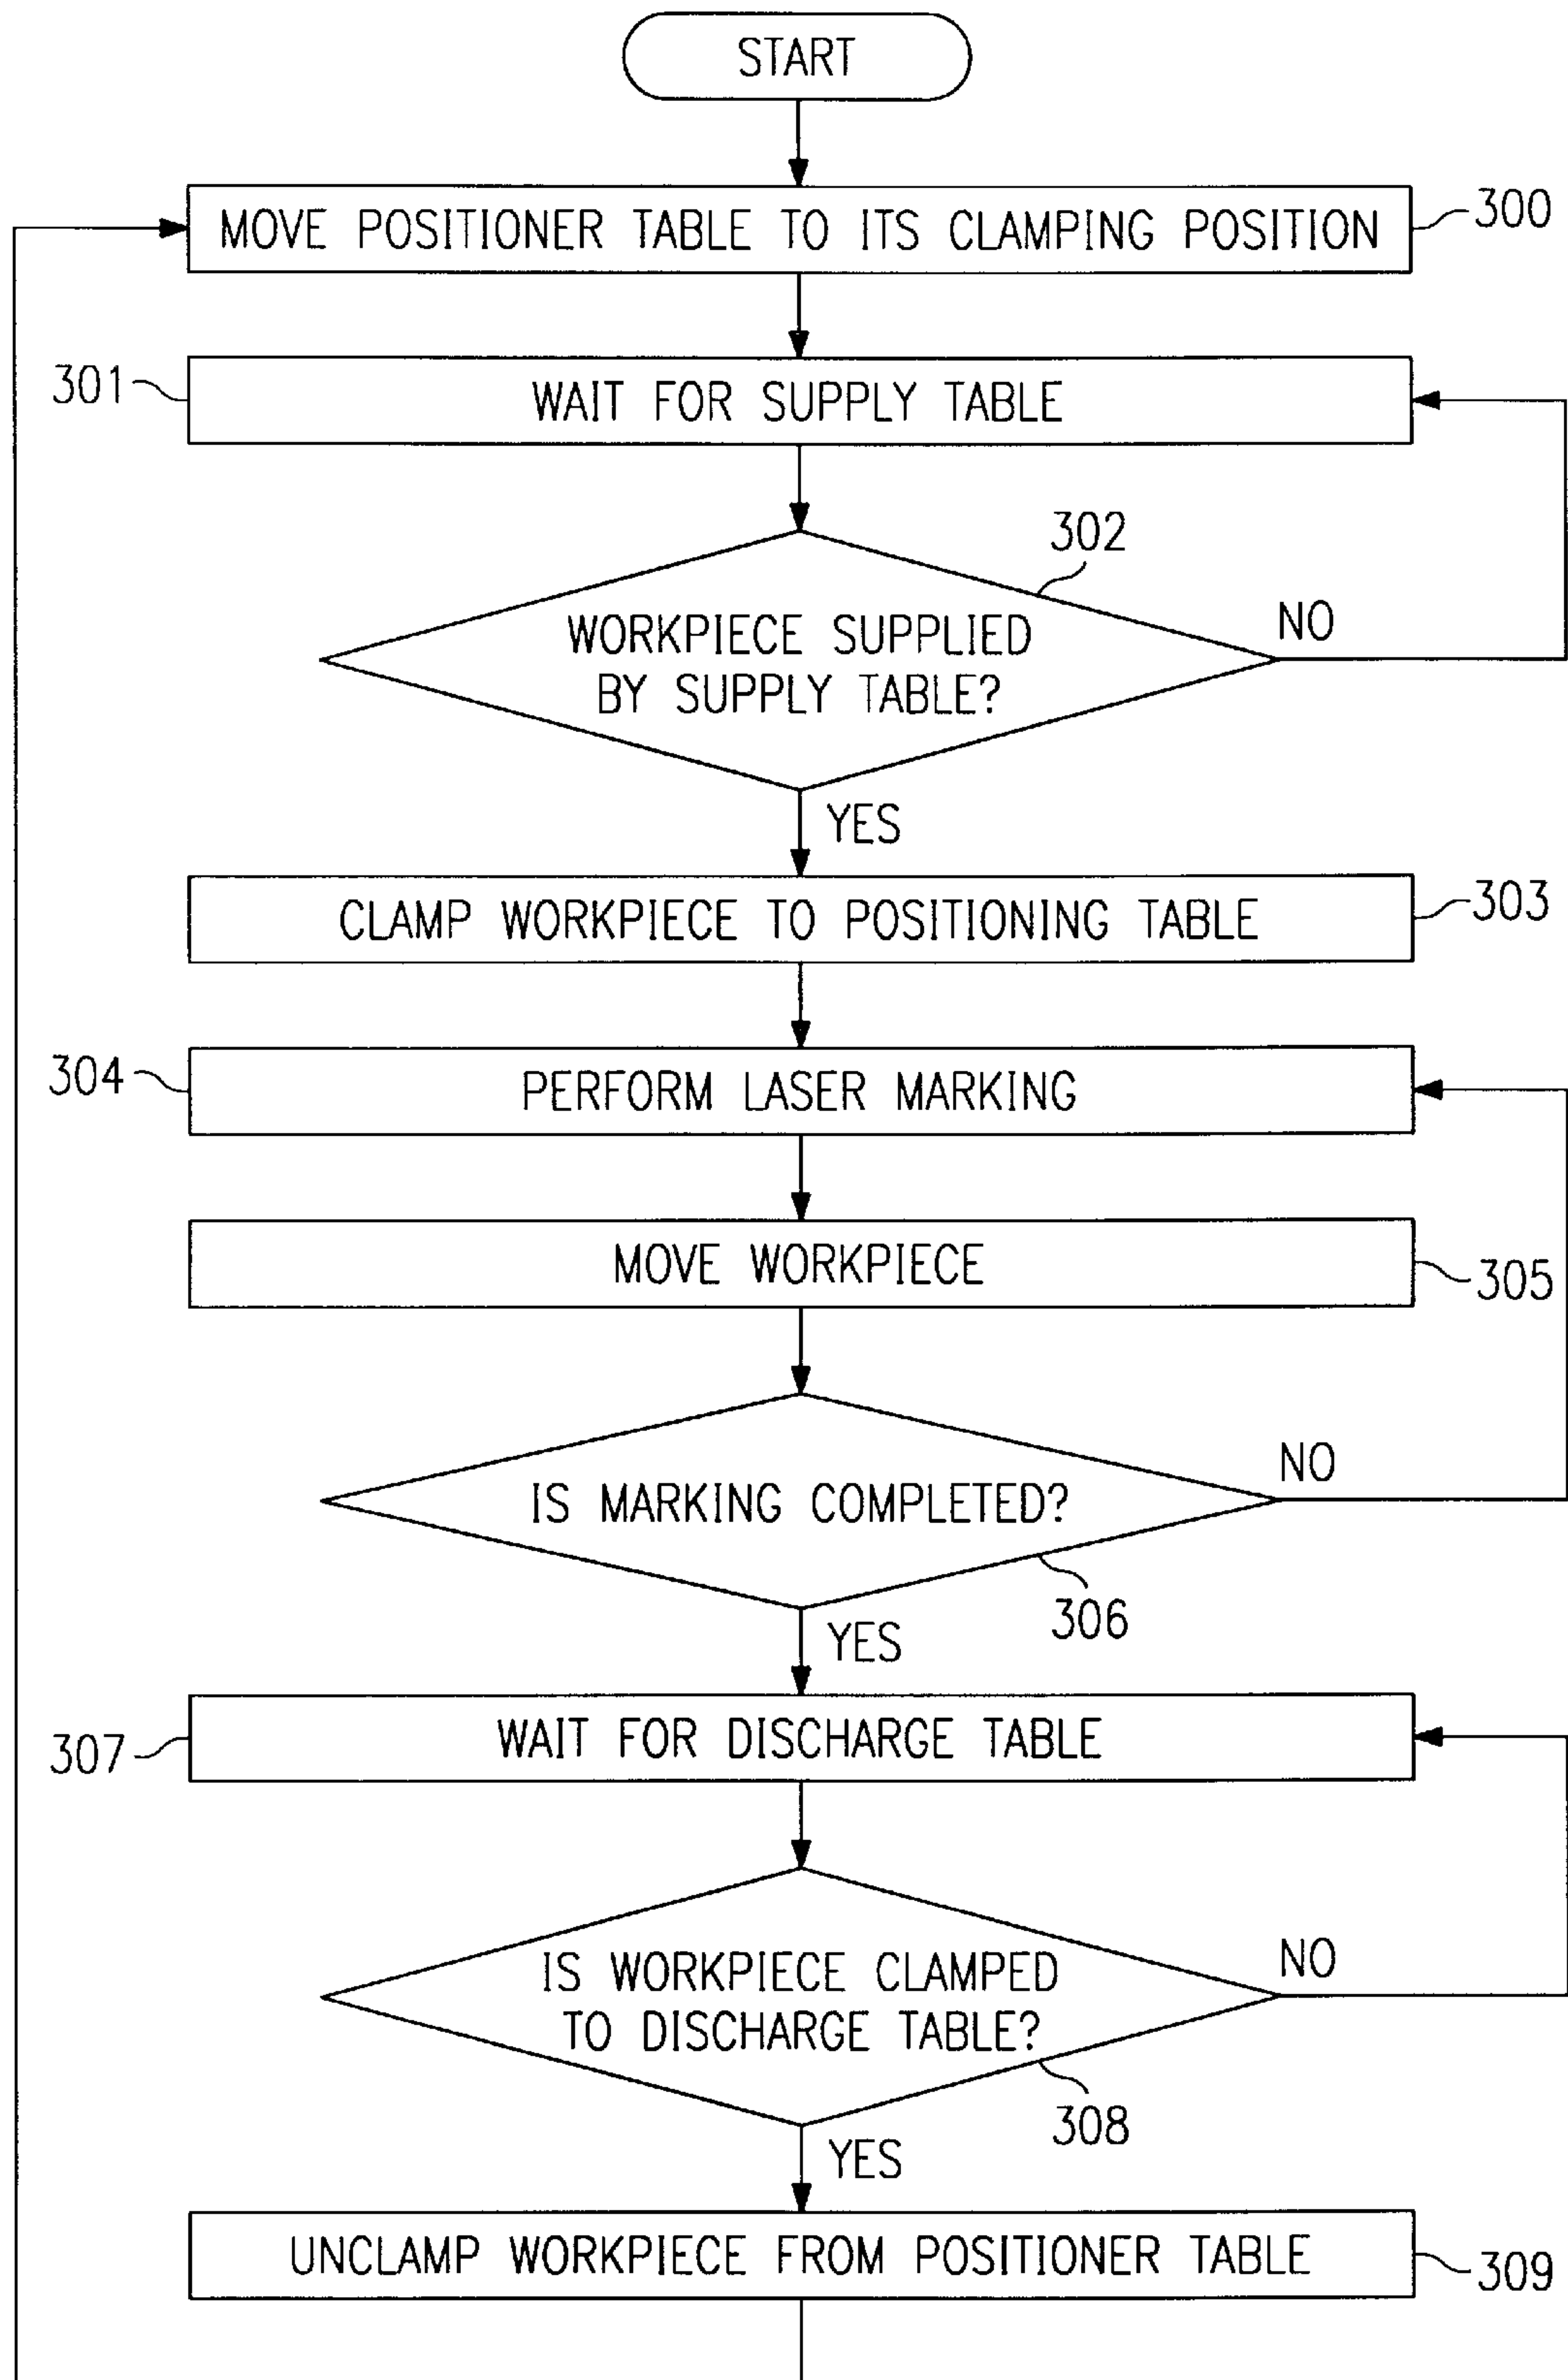 START
MOVE POSITIONER TABLE TO ITS CLAMPING POSITION
300
301
WAIT FOR SUPPLY TABLE
302
WORKPIECE SUPPLIED
BY SUPPLY TABLE?
NO
YES
CLAMP WORKPIECE TO POSITIONING TABLE
303
304
PERFORM LASER MARKING
MOVE WORKPIECE
305
IS MARKING COMPLETED?
NO
306
YES
307
WAIT FOR DISCHARGE TABLE
IS WORKPIECE CLAMPED
TO DISCHARGE TABLE?
NO
308
YES
UNCLAMP WORKPIECE FROM POSITIONER TABLE
309